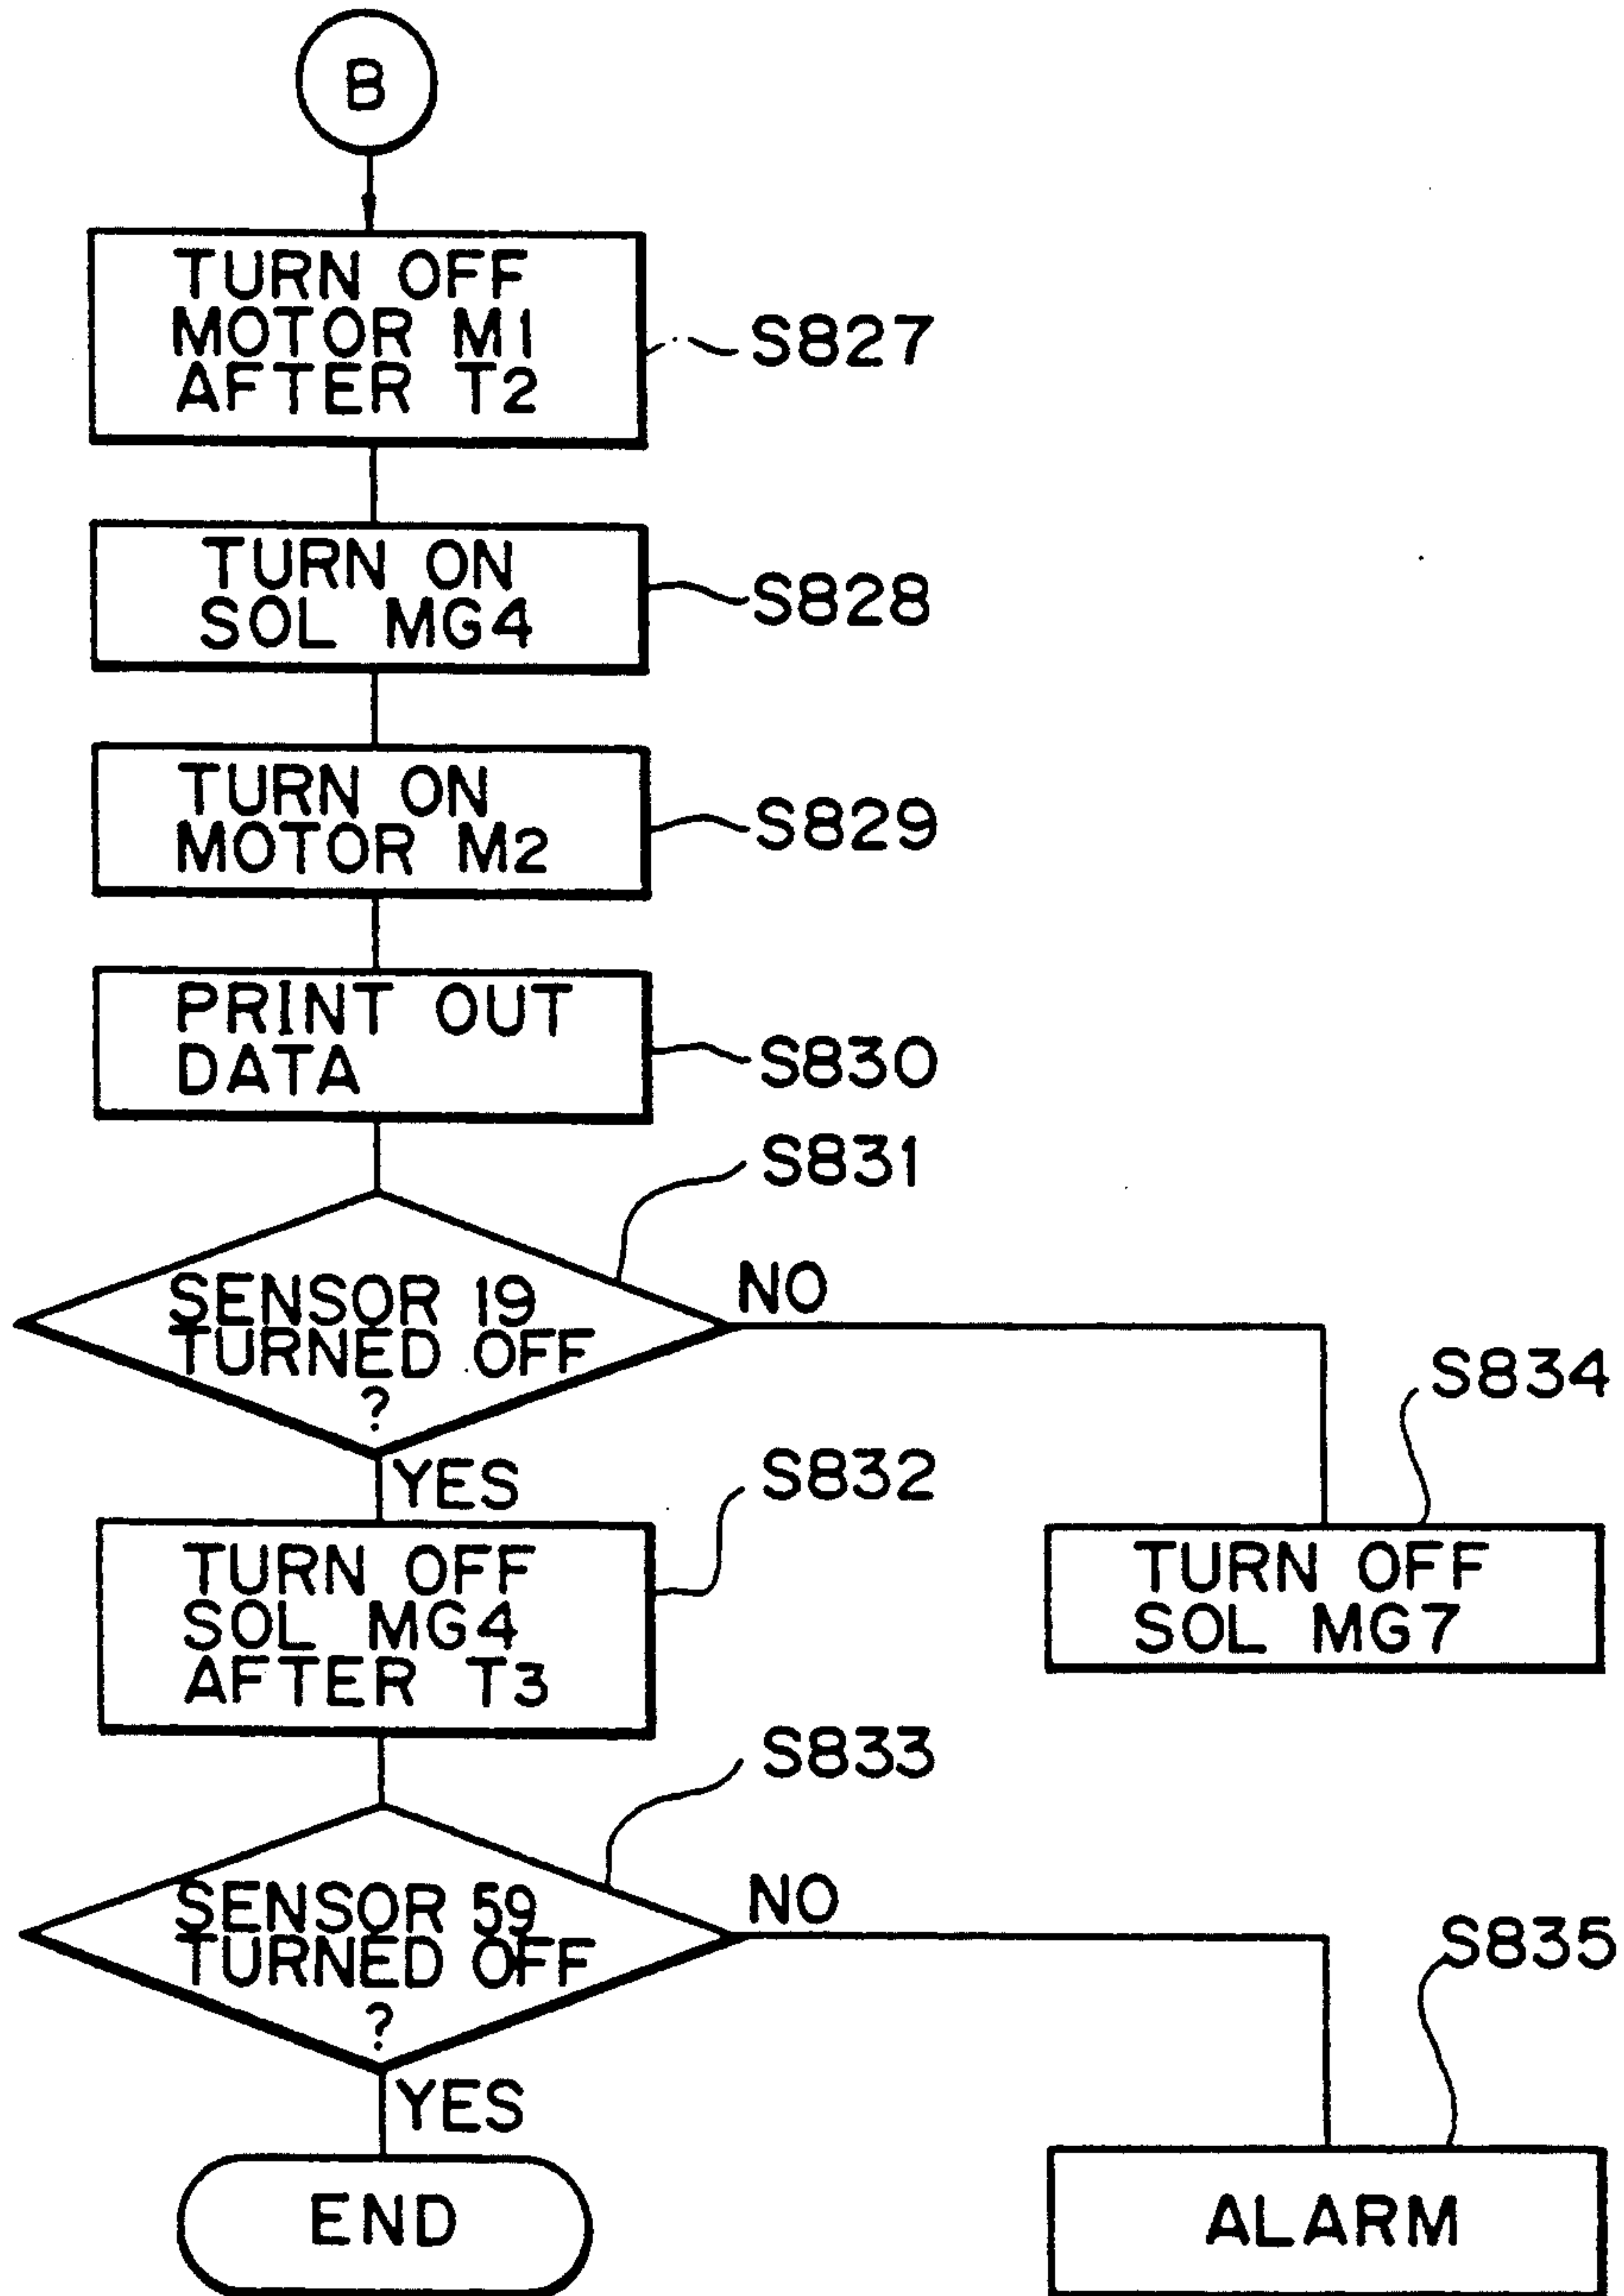 B
TURN OFF
MOTOR M1
AFTER T2
S827
TURN ON
SOL MG4
S828
TURN ON
MOTOR M2
S829
PRINT OUT
DATA
S830
S831
SENSOR 19
TURNED OFF
?
NO
YES
S834
TURN OFF
SOL MG7
S832
TURN OFF
SOL MG4
AFTER T3
S833
SENSOR 59
TURNED OFF
?
NO
YES
S835
ALARM
END